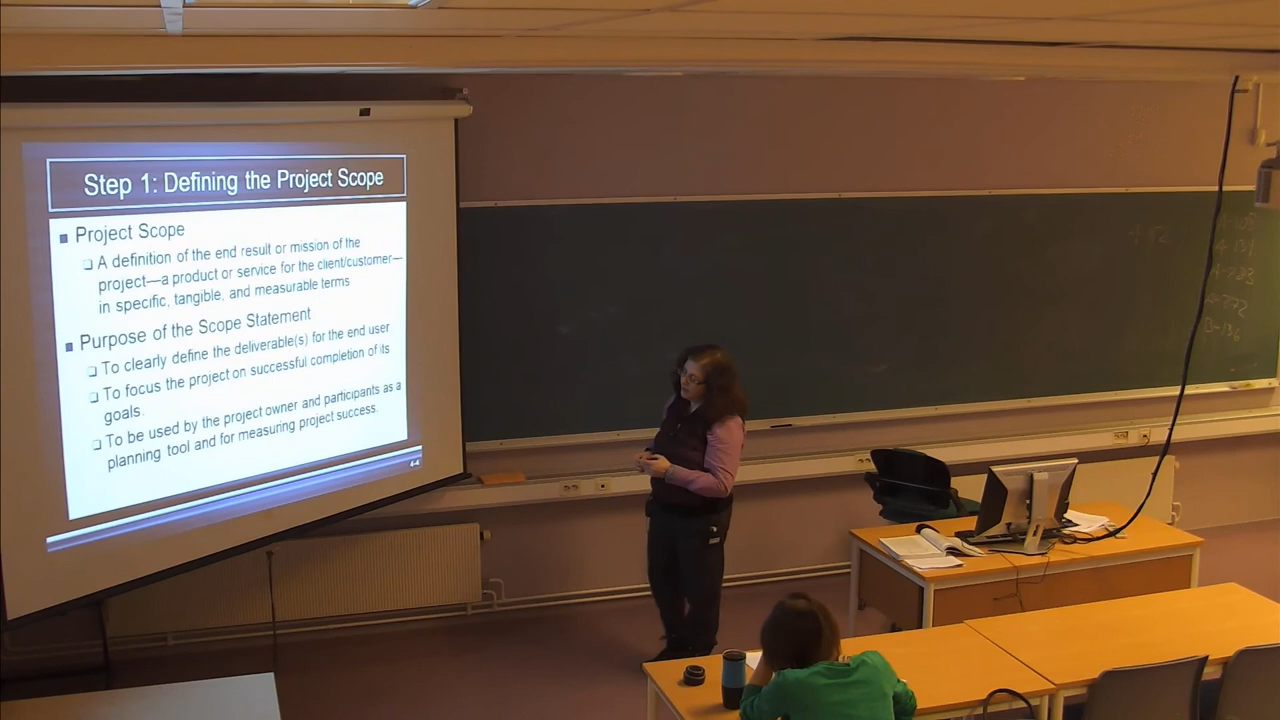 Step 1: Defining the Project Scope
Project Scope
A definition of the end result or mission of the
project—a product or service for the client/customer—
in specific, tangible, and measurable terms
Purpose of the Scope Statement
To clearly define the deliverable(s) for the end user
To focus the project on successful completion of its
goals.
To be used by the project owner and participants as a
planning tool and for measuring project success.
4-4